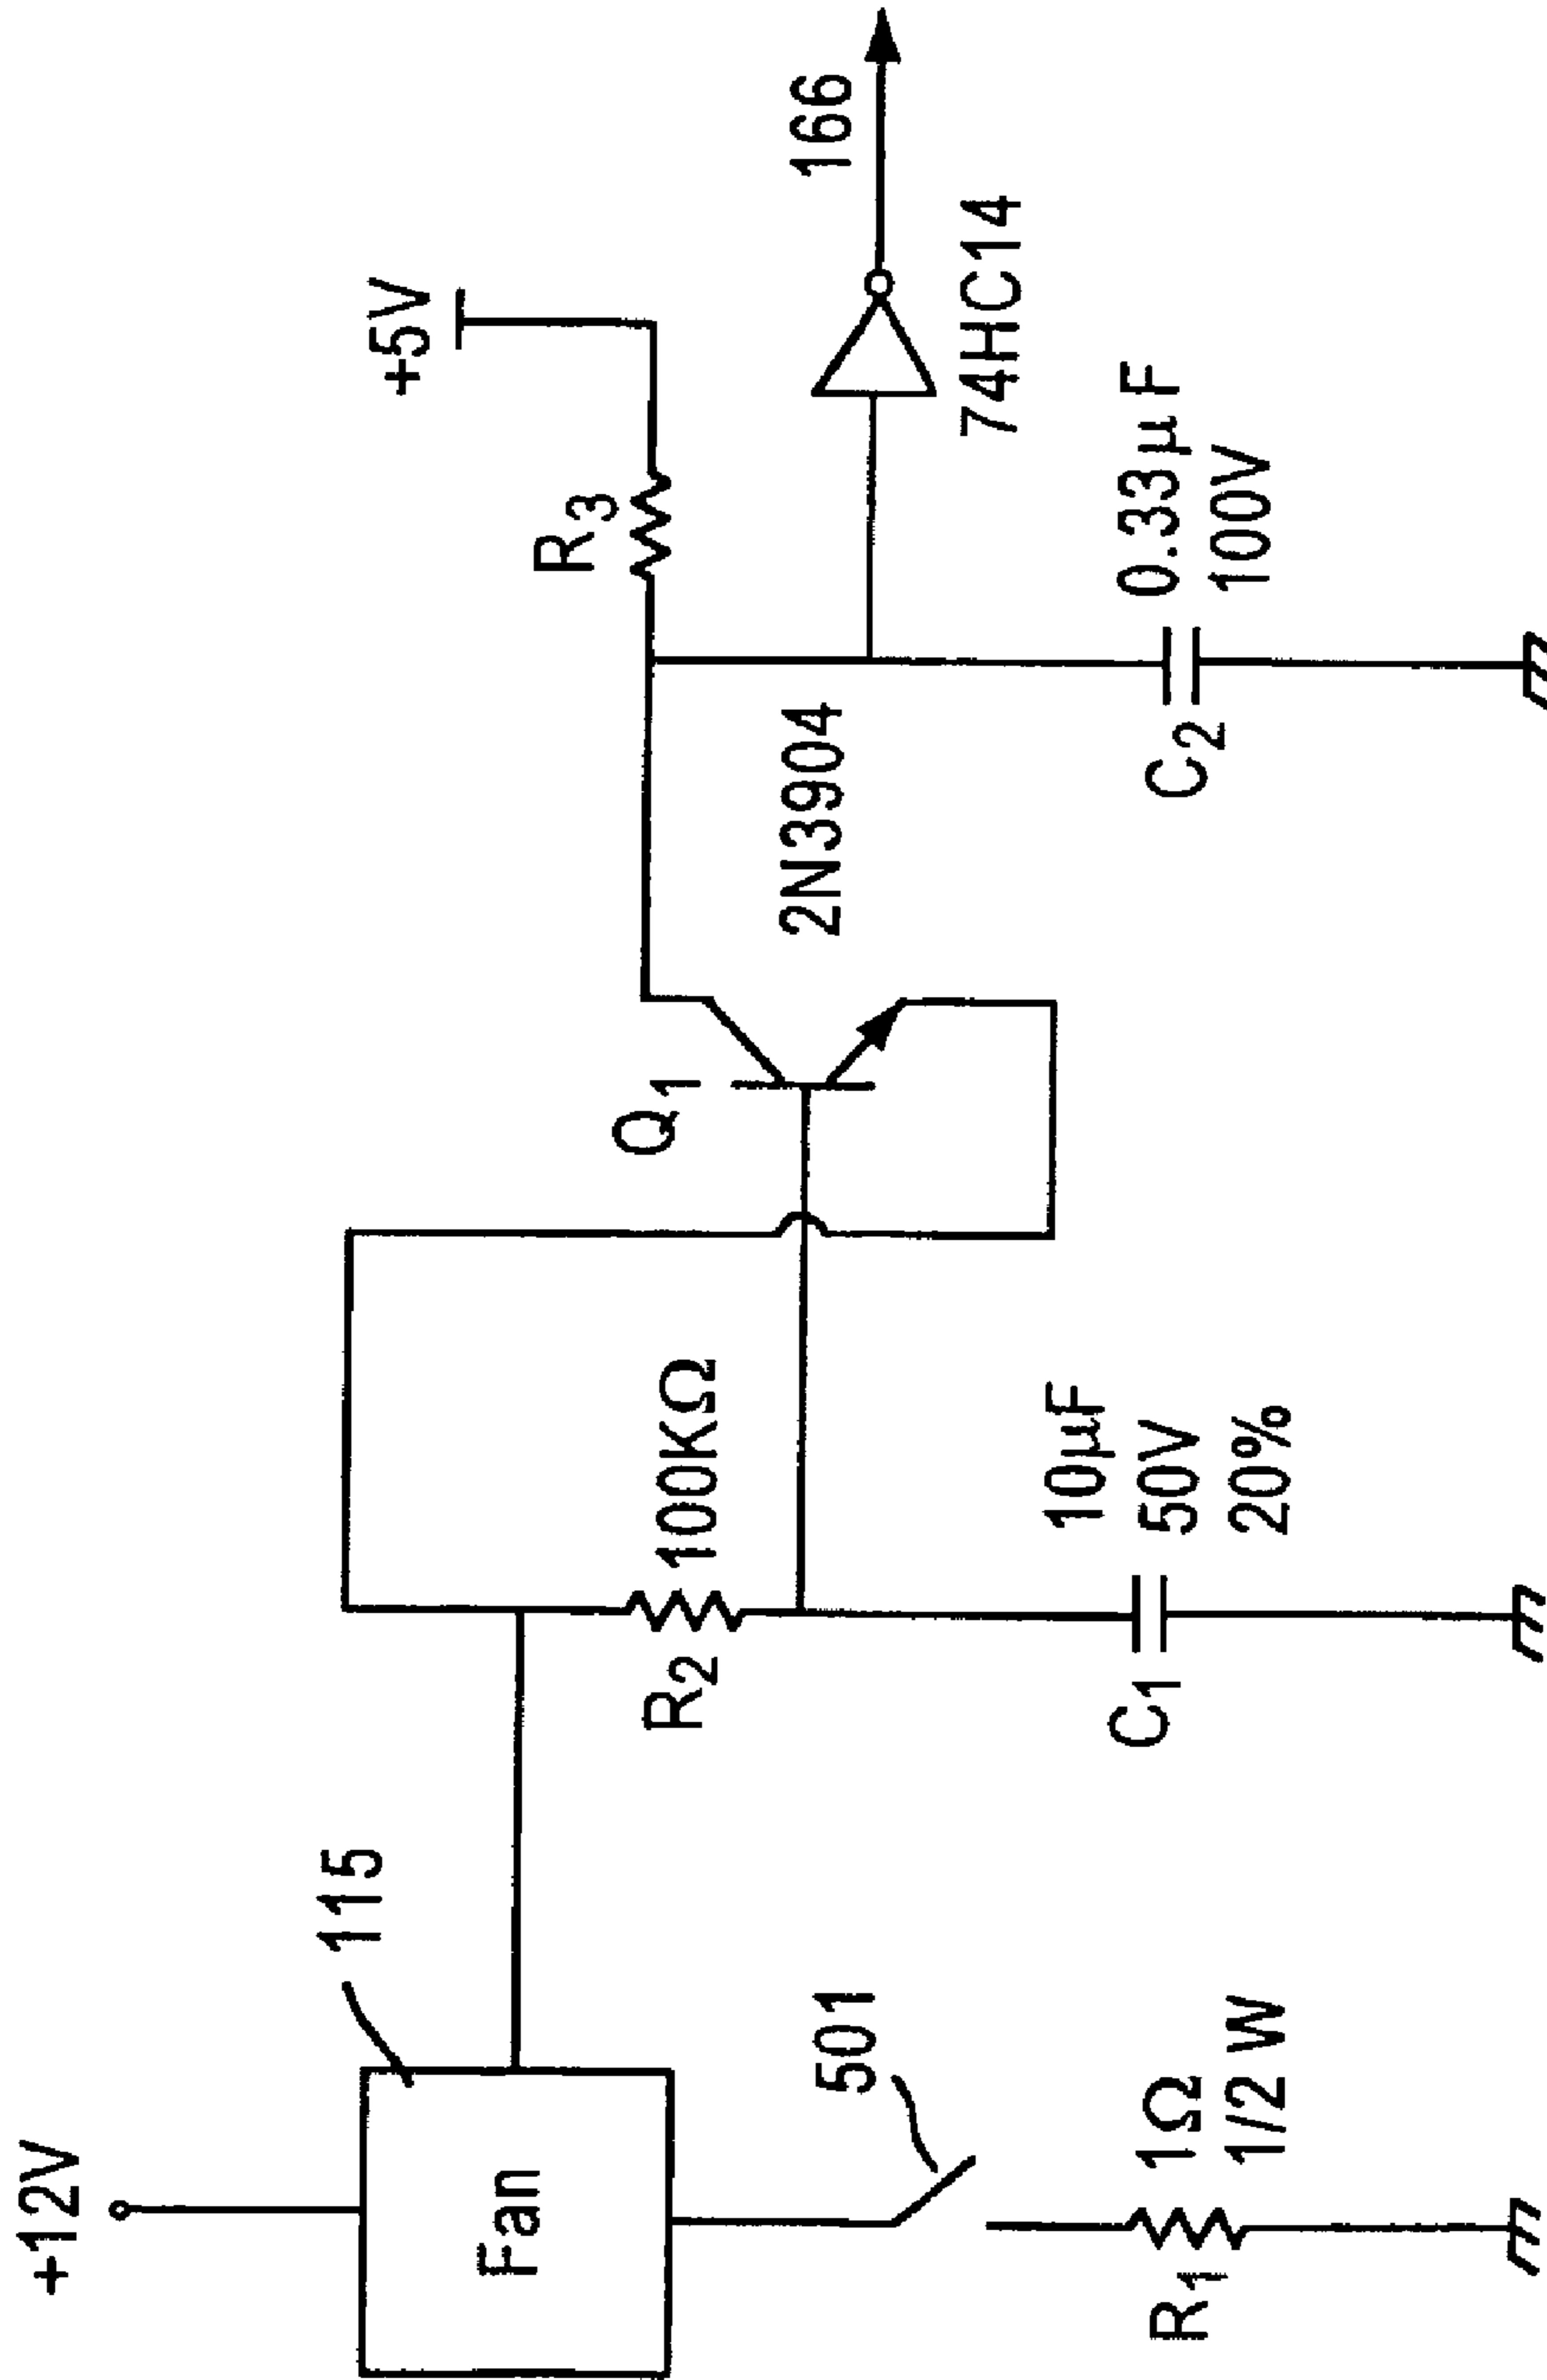 +12V
115
Fan
501
R1
1Ω
1/2 W
R2
100KΩ
C1
10μF
50V
20%
Q1
2N3904
R3
+5V
C2
0.33μF
100V
74HC14
166